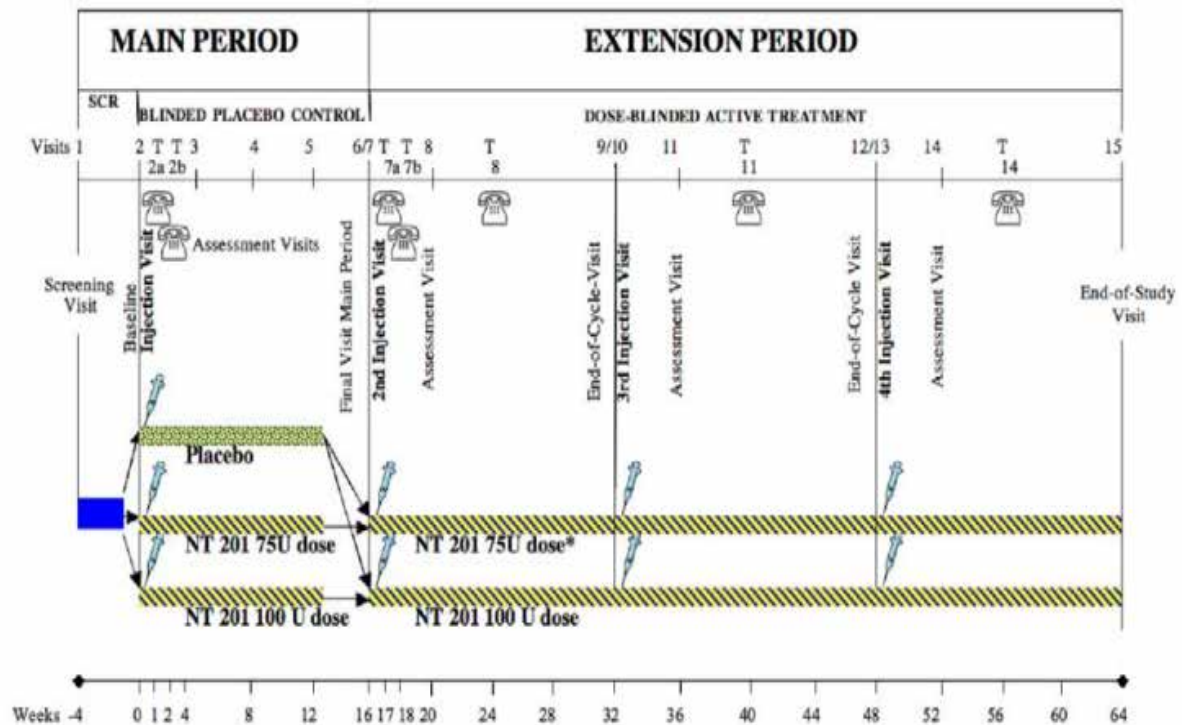 MAIN PERIOD
EXTENSION PERIOD
SCR
BLINDED PLACEBO CONTROL
DOSE-BLINDED ACTIVE TREATMENT
Visits 1 2 T T 3 4 5 6/7 T T 8 T 9/10 11 T 12/13 14 T 15
2a 2b 7a 7b 8 11 14
Screening
Visit
Baseline
Injection Visit
Assessment Visits
Final Visit Main Period
2nd Injection Visit
Assessment Visit
End-of-Cycle-Visit
3rd Injection Visit
Assessment Visit
End-of-Cycle Visit
4th Injection Visit
Assessment Visit
End-of-Study
Visit
Placebo
NT 201 75U dose
NT 201 75U dose*
NT 201 100 U dose
NT 201 100 U dose
Weeks -4 0 1 2 4 8 12 16 17 18 20 24 28 32 36 40 44 48 52 56 60 64